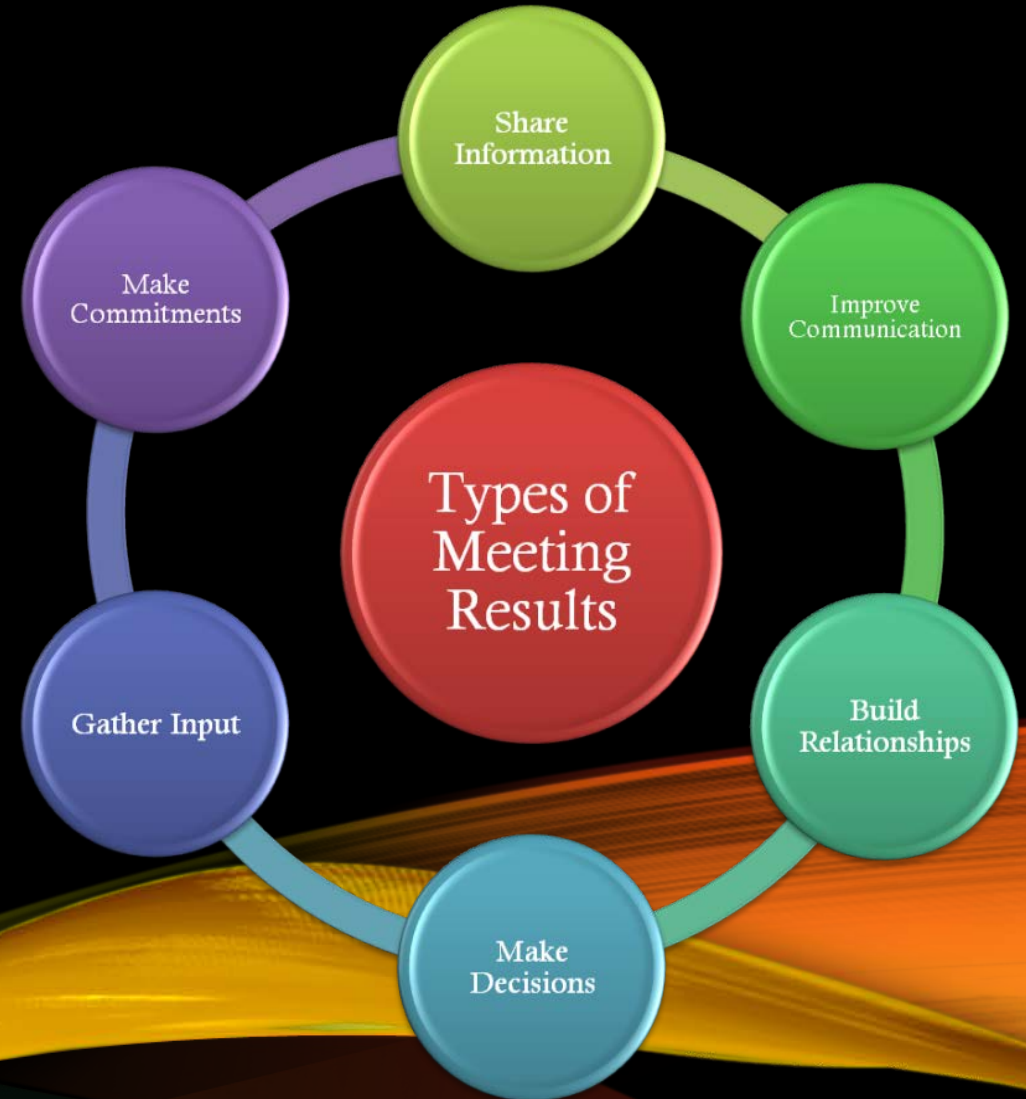 Share
Information
Improve
Communication
Build
Relationships
Make
Decisions
Gather Input
Make
Commitments
Types of
Meeting
Results